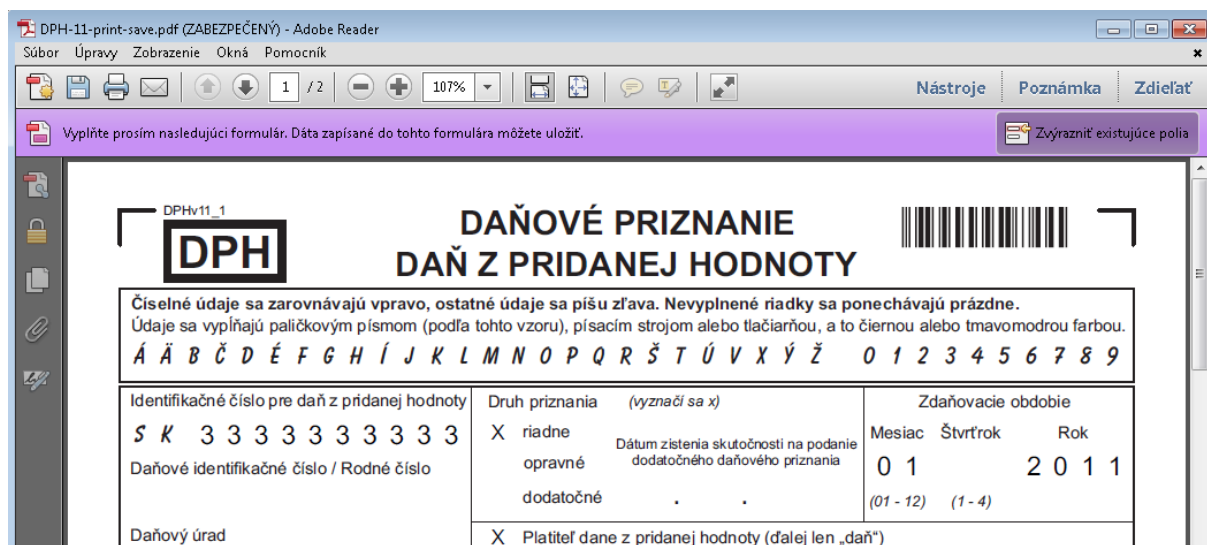 DPH-11-print-save.pdf (ZABEZPEČENÝ) - Adobe Reader
Súbor Úpravy Zobrazenie Okná Pomocník
1 / 2 107% Nástroje Poznámka Zdieľať
Vyplňte prosím nasledujúci formulár. Dáta zapísané do tohto formulára môžete uložiť. Zvýrazniť existujúce polia
DPHv11_1
DPH
DAŇOVÉ PRIZNANIE
DAŇ Z PRIDANEJ HODNOTY
Číselné údaje sa zarovnávajú vpravo, ostatné údaje sa píšu zľava. Nevyplnené riadky sa ponechávajú prázdne.
Údaje sa vypĺňajú paličkovým písmom (podľa tohto vzoru), písacím strojom alebo tlačiarňou, a to čiernou alebo tmavomodrou farbou.
Á Ä B Č D É F G H Í J K L M N O P Q R Š T Ú V X Ý Ž 0 1 2 3 4 5 6 7 8 9
Identifikačné číslo pre daň z pridanej hodnoty
S K 3 3 3 3 3 3 3 3 3 3
Daňové identifikačné číslo / Rodné číslo
Daňový úrad
Druh priznania (vyznačí sa x)
X riadne
opravné
dodatočné
Dátum zistenia skutočnosti na podanie
dodatočného daňového priznania
. .
Zdaňovacie obdobie
Mesiac Štvrťrok Rok
0 1 2 0 1 1
(01 - 12) (1 - 4)
X Platiteľ dane z pridanej hodnoty (ďalej len „daň“)